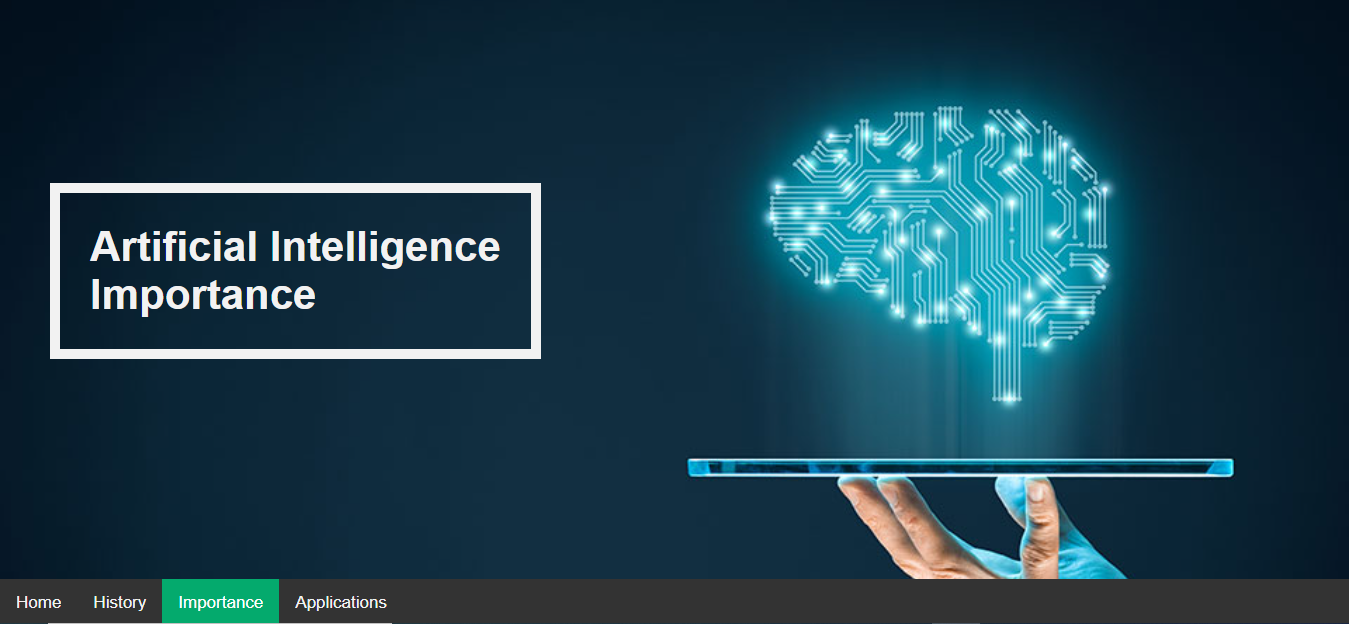 Artificial Intelligence
Importance
Home History Importance Applications